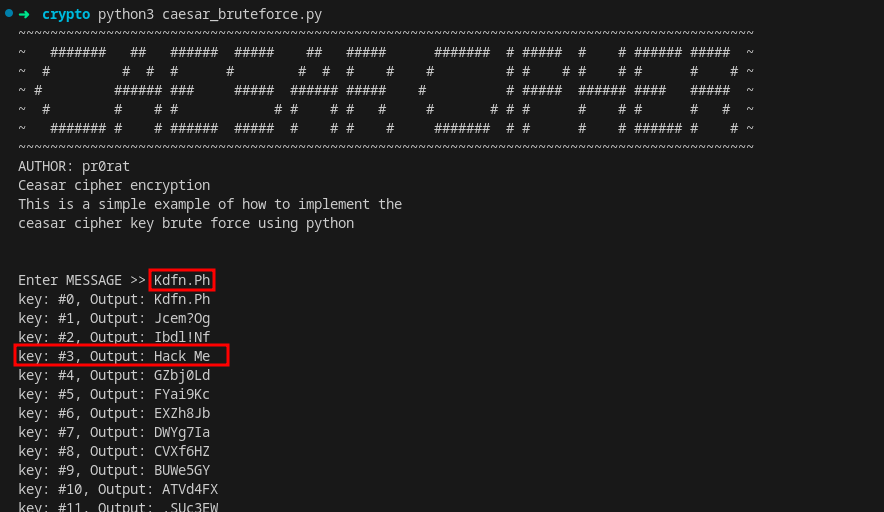 ➜ crypto python3 caesar_bruteforce.py
~~~~~~~~~~~~~~~~~~~~~~~~~~~~~~~~~~~~~~~~~~~~~~~~~~~~~~~~~~~~~~~~~~~~~~~~~~~~~~~~~~~~~~~~~~~~
~   #######   ##   ######  #####    ##   #####      #######  # #####  #    # ###### #####  ~
~  #         #  #  #      #        #  #  #    #    #         # #    # #    # #      #    # ~
~ #         ###### ###     #####  ###### #####    #          # #####  ###### ####   #####  ~
~  #        #    # #            # #    # #   #     #       # # #      #    # #      #   #  ~
~   ####### #    # ######  #####  #    # #    #     #######  # #      #    # ###### #    # ~
~~~~~~~~~~~~~~~~~~~~~~~~~~~~~~~~~~~~~~~~~~~~~~~~~~~~~~~~~~~~~~~~~~~~~~~~~~~~~~~~~~~~~~~~~~~~
AUTHOR: pr0rat
Ceasar cipher encryption
This is a simple example of how to implement the
ceasar cipher key brute force using python
Enter MESSAGE >> Kdfn.Ph
key: #0, Output: Kdfn.Ph
key: #1, Output: Jcem?Og
key: #2, Output: Ibdl!Nf
key: #3, Output: Hack Me
key: #4, Output: GZbj0Ld
key: #5, Output: FYai9Kc
key: #6, Output: EXZh8Jb
key: #7, Output: DWYg7Ia
key: #8, Output: CVXf6HZ
key: #9, Output: BUWe5GY
key: #10, Output: ATVd4FX
key: #11, Output: .SUc3EW